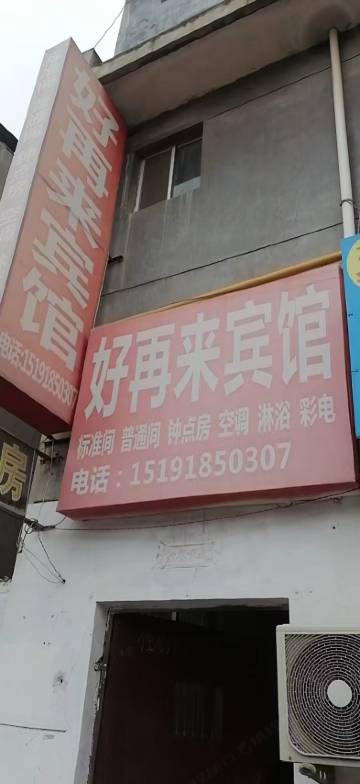 好再来宾馆
电话:15191850307
好再来宾馆
标准间 普通间 钟点房 空调 淋浴 彩电
电话：15191850307
房